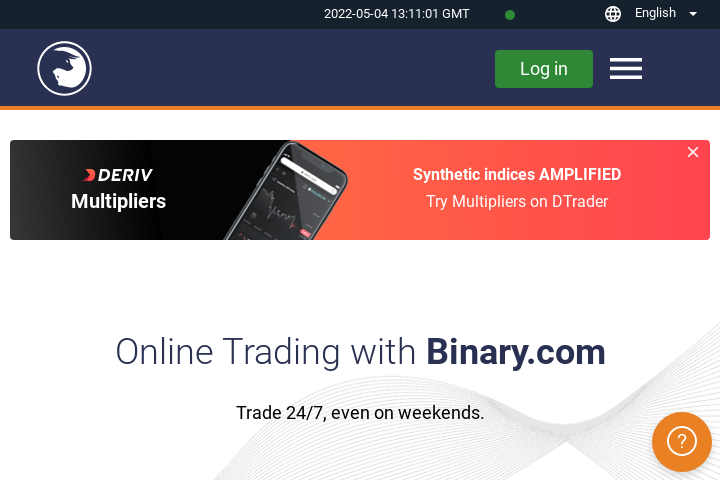 2022-05-04 13:11:01 GMT
English
Log in
DERIV
Multipliers
Synthetic indices AMPLIFIED
Try Multipliers on DTrader
Online Trading with Binary.com
Trade 24/7, even on weekends.
?